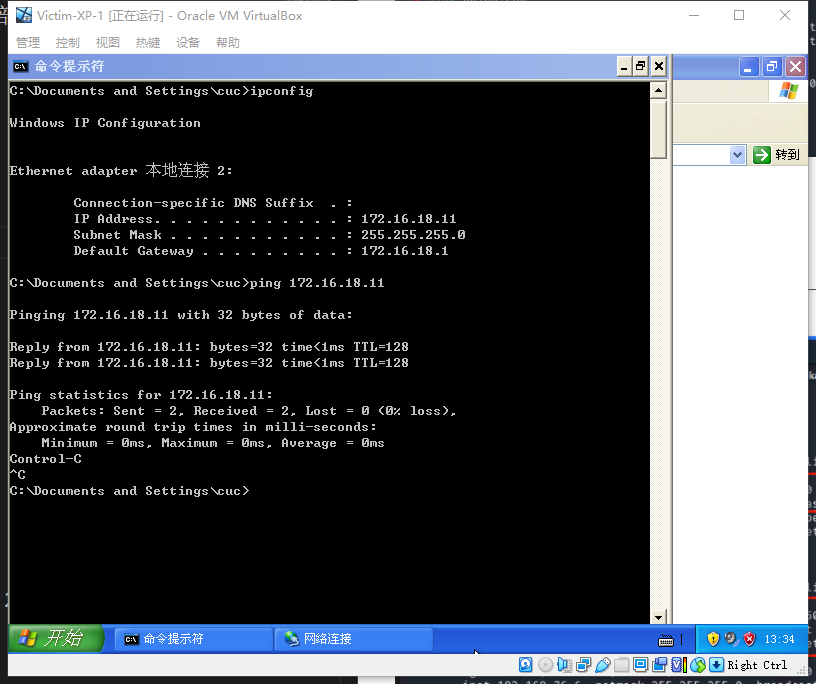 Victim-XP-1 [正在运行] - Oracle VM VirtualBox
管理 控制 视图 热键 设备 帮助
命令提示符
C:\Documents and Settings\cuc>ipconfig
Windows IP Configuration
Ethernet adapter 本地连接 2:
Connection-specific DNS Suffix . :
IP Address. . . . . . . . . . . . : 172.16.18.11
Subnet Mask . . . . . . . . . . . : 255.255.255.0
Default Gateway . . . . . . . . . : 172.16.18.1
转到
C:\Documents and Settings\cuc>ping 172.16.18.11
Pinging 172.16.18.11 with 32 bytes of data:
Reply from 172.16.18.11: bytes=32 time<1ms TTL=128
Reply from 172.16.18.11: bytes=32 time<1ms TTL=128
Ping statistics for 172.16.18.11:
Packets: Sent = 2, Received = 2, Lost = 0 (0% loss),
Approximate round trip times in milli-seconds:
Minimum = 0ms, Maximum = 0ms, Average = 0ms
Control-C
^C
C:\Documents and Settings\cuc>
开始 命令提示符 网络连接 13:34
Right Ctrl